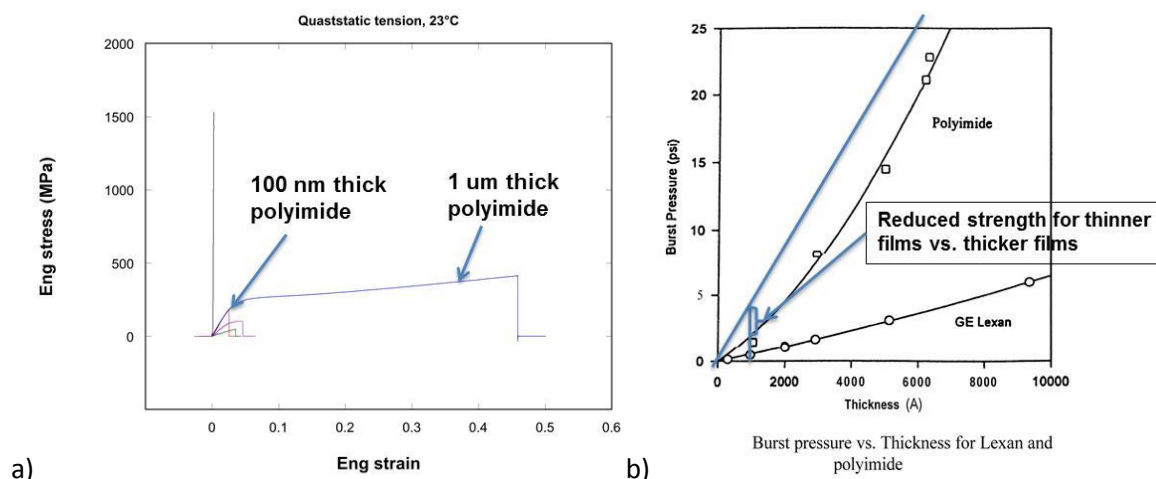 Quaststatic tension, 23°C
2000
1500
1000
500
0
Eng stress (MPa)
100 nm thick
polyimide
1 um thick
polyimide
0
0.1
0.2
0.3
0.4
0.5
0.6
Eng strain
a)
25
20
15
10
5
0
Burst Pressure (psi)
Polyimide
Reduced strength for thinner
films vs. thicker films
GE Lexan
0
2000
4000
6000
8000
10000
Thickness (A)
Burst pressure vs. Thickness for Lexan and
polyimide
b)